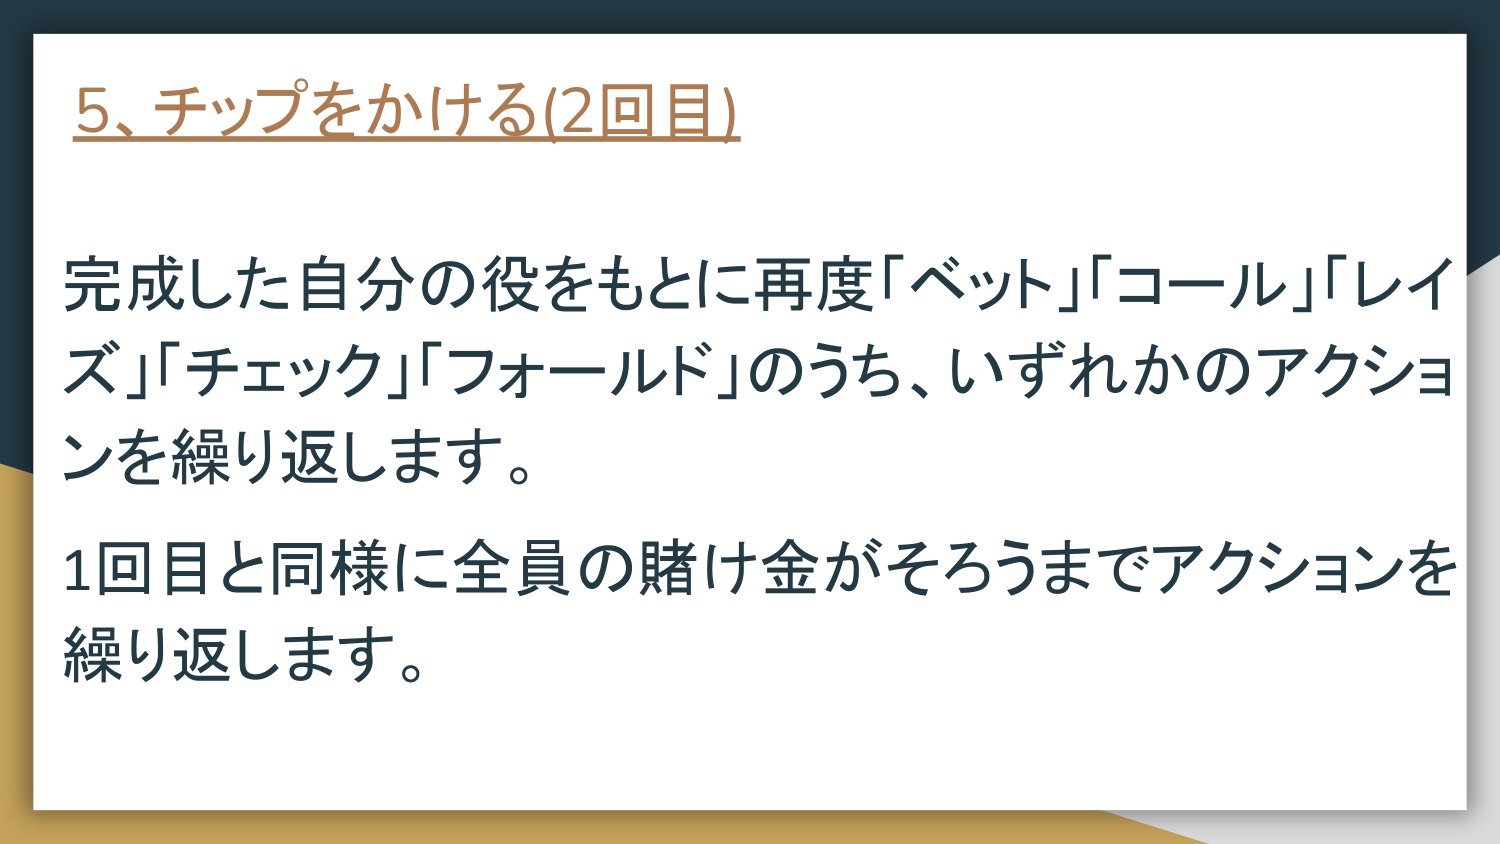 5、チップをかける(2回目)
完成した自分の役をもとに再度「ベット」「コール」「レイ
ズ」「チェック」「フォールド」のうち、いずれかのアクショ
ンを繰り返します。
1回目と同様に全員の賭け金がそろうまでアクションを
繰り返します。